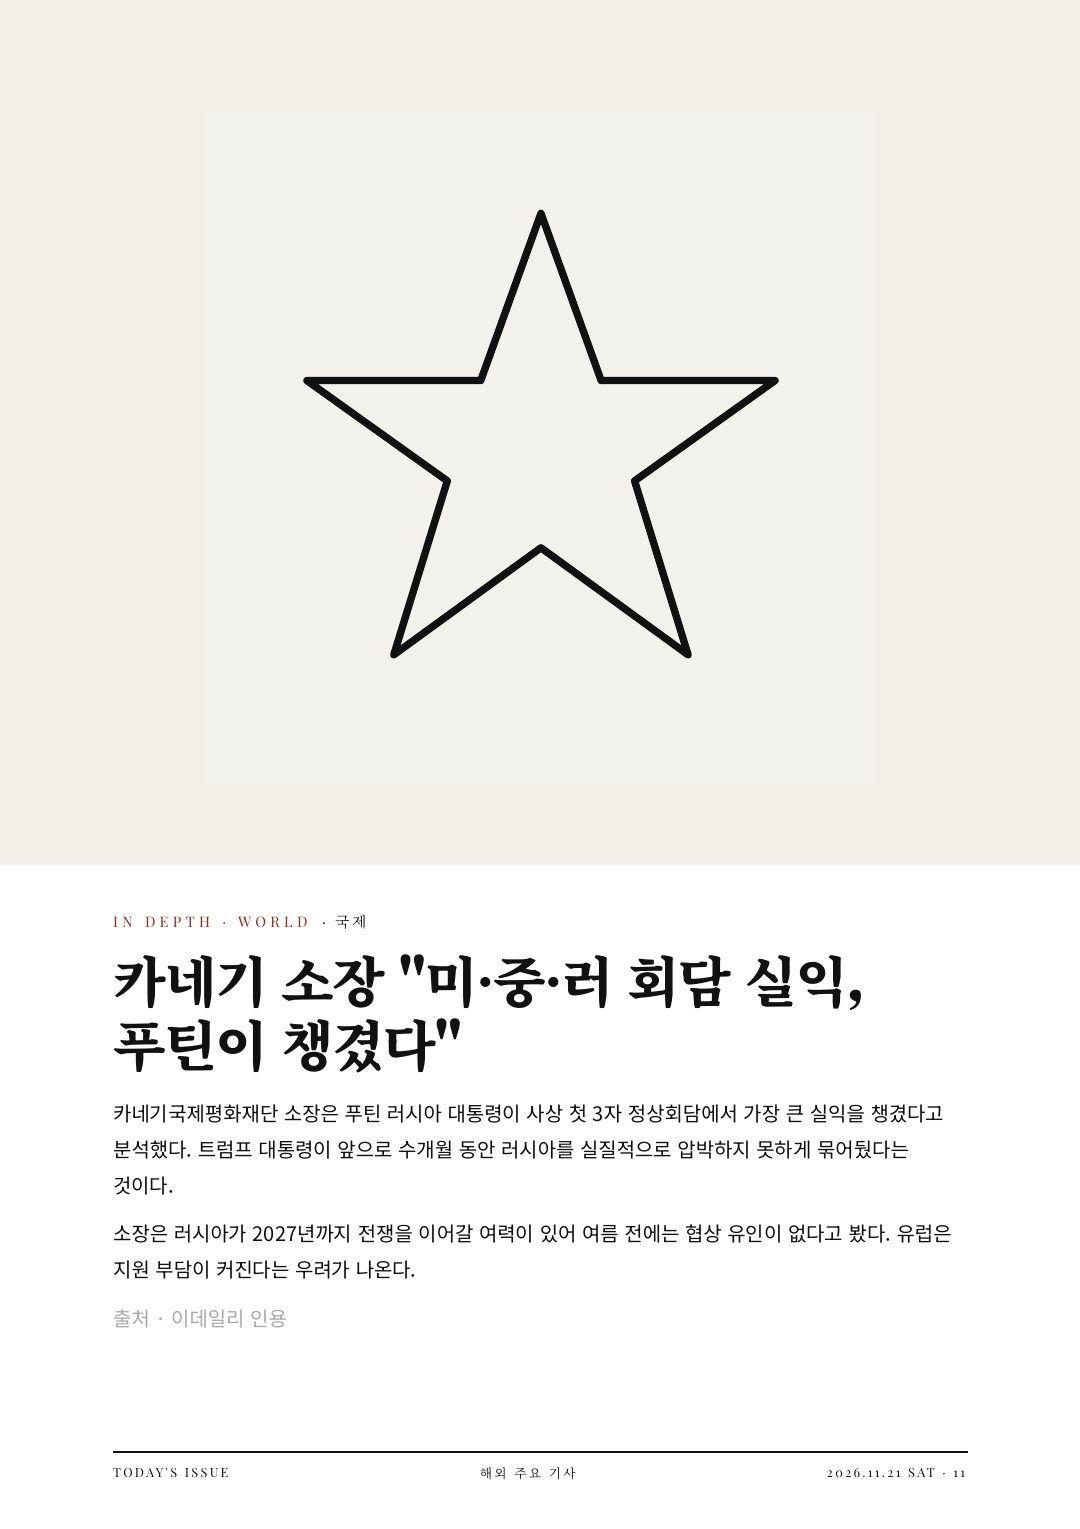 IN DEPTH · WORLD · 국제
카네기 소장 "미·중·러 회담 실익,
푸틴이 챙겼다"
카네기국제평화재단 소장은 푸틴 러시아 대통령이 사상 첫 3자 정상회담에서 가장 큰 실익을 챙겼다고
분석했다. 트럼프 대통령이 앞으로 수개월 동안 러시아를 실질적으로 압박하지 못하게 묶어뒀다는
것이다.
소장은 러시아가 2027년까지 전쟁을 이어갈 여력이 있어 여름 전에는 협상 유인이 없다고 봤다. 유럽은
지원 부담이 커진다는 우려가 나온다.
출처 · 이데일리 인용
TODAY'S ISSUE
해외 주요 기사
2026.11.21 SAT · 11